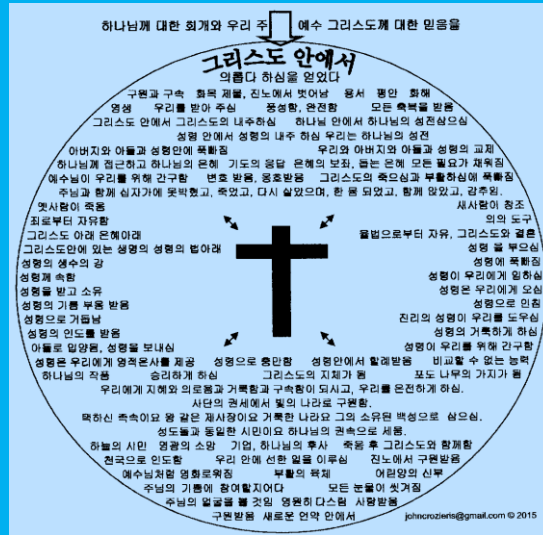 하나님께 대한 회개와 우리 주 예수 그리스도께 대한 믿음을
그리스도 안에서
의롭다 하심을 얻었다
구원과 구속 화목 제물, 진노에서 벗어남 용서 평안 화해
영생 우리를 받아 주심 풍성함, 완전함 모든 축복을 받음
그리스도 안에서 그리스도의 내주하심 하나님 안에서 하나님의 성전삼으심
성령 안에서 성령의 내주 하심 우리는 하나님의 성전
아버지와 아들과 성령안에 푹빠짐 우리와 아버지와 아들과 성령의 교제
하나님께 접근하고 하나님의 은혜 기도의 응답 은혜의 보좌, 돕는 은혜 모든 필요가 채워짐
예수님이 우리를 위해 간구함 변호 받음, 옹호받음 그리스도의 죽으심과 부활하심에 푹빠짐
주님과 함께 십자가에 못박혔고, 죽었고, 다시 살았으며, 한 몸 되었고, 함께 앉았고, 감추임.
옛사람이 죽음 새사람이 창조
죄로부터 자유함 의의 도구
그리스도 아래 은혜아래 율법으로부터 자유, 그리스도와 결혼
그리스도안에 있는 생명의 성령의 법아래 성령 을 부으심
성령의 생수의 강 성령에 푹빠짐
성령께 속함 성령이 우리에게 임하심
성령을 받고 소유 성령은 우리에게 오심
성령의 기름 부음 받음 성령으로 인침
성령으로 거듭남 진리의 성령이 우리를 도우심
성령의 인도를 받음 성령의 거룩하게 하심
아들로 입양됨, 성령을 보내심 성령이 우리를 위해 간구함
성령은 우리에게 영적은사를 제공 성령으로 충만함 성령안에서 할례받음 비교할 수 없는 능력
하나님의 작품 승리하게 하심 그리스도의 지체가 됨 포도 나무의 가지가 됨
우리에게 지혜와 의로움과 거룩함과 구속함이 되시고, 우리를 온전하게 하심.
사단의 권세에서 빛의 나라로 구원함.
택하신 족속이요 왕 같은 제사장이요 거룩한 나라요 그의 소유된 백성으로 삼으심.
성도들과 동일한 시민이요 하나님의 권속으로 세움.
하늘의 시민 영광의 소망 기업, 하나님의 후사 죽음 후 그리스도와 함께함
천국으로 인도함 우리 안에 선한 일을 이루심 진노에서 구원받음
예수님처럼 영화로워짐 부활의 육체 어린양의 신부
주님의 기쁨에 참여할지어다 모든 눈물이 씻겨짐
주님의 얼굴을 볼 것임 영원히다스림 사랑받음
구원받음 새로운 언약 안에서
johncrozieris@gmail.com © 2015